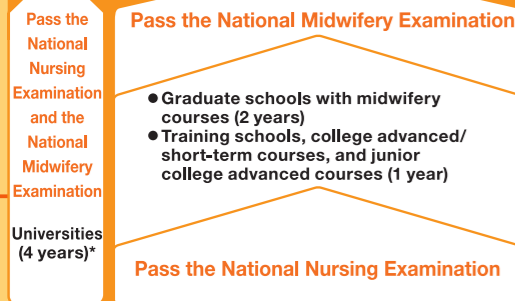 Pass the
National
Nursing
Examination
and the
National
Midwifery
Examination
Universities
(4 years)*
Pass the National Midwifery Examination
●Graduate schools with midwifery
courses (2 years)
●Training schools, college advanced/
short-term courses, and junior
college advanced courses (1 year)
Pass the National Nursing Examination